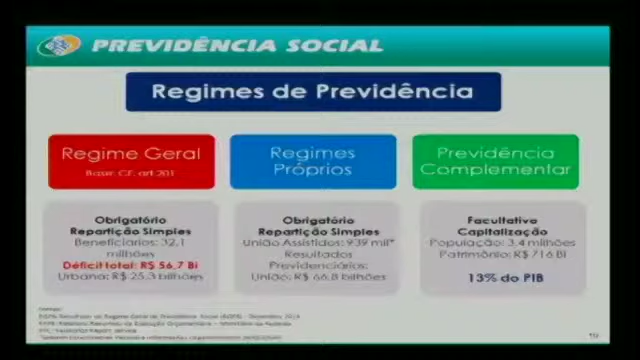 PREVIDÊNCIA SOCIAL
Regimes de Previdência
Regime Geral
Base: CF, art 201
Regimes
Próprios
Previdência
Complementar
Obrigatório
Repartição Simples
Beneficiários: 32,1
milhões
Déficit total: R$ 56,7 Bi
Urbano: R$ 25,3 bilhões
Obrigatório
Repartição Simples
União Assistidos: 939 mil*
Resultados
Previdenciários:
União: R$ 66,8 bilhões
Facultativo
Capitalização
População: 3,4 milhões
Patrimônio: R$ 716 BI
13% do PIB
Fontes: